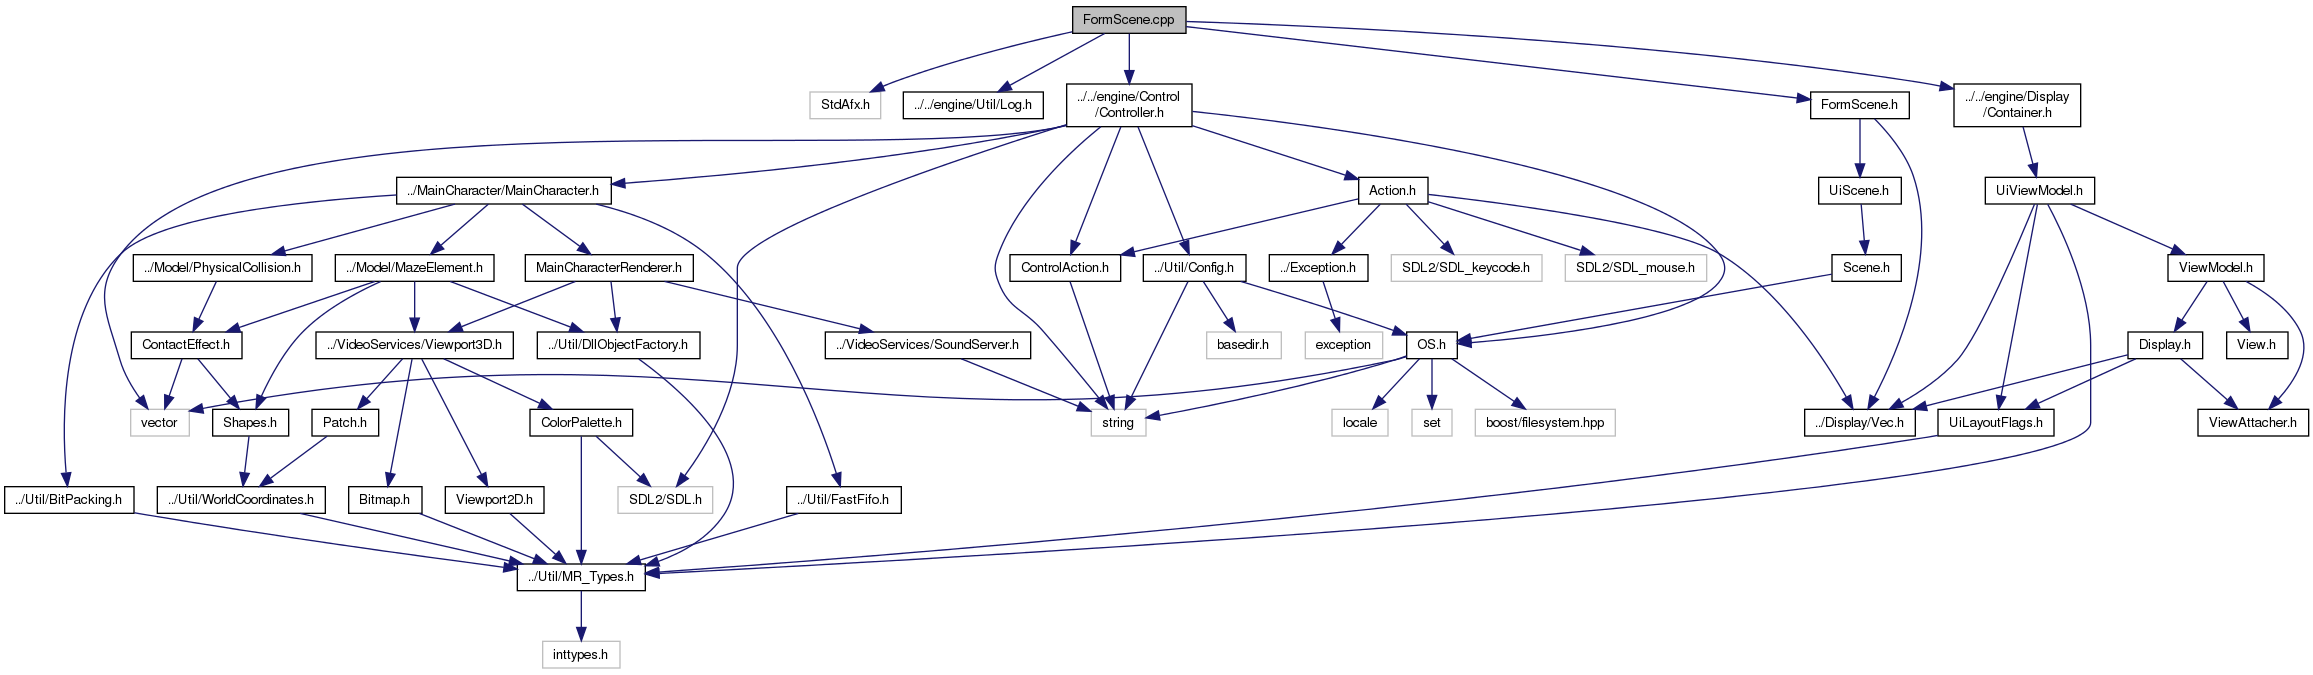 FormScene.cpp
StdAfx.h
../../engine/Util/Log.h
../../engine/Control
/Controller.h
FormScene.h
../../engine/Display
/Container.h
../MainCharacter/MainCharacter.h
Action.h
UiScene.h
UiViewModel.h
../Model/PhysicalCollision.h
../Model/MazeElement.h
MainCharacterRenderer.h
ControlAction.h
../Util/Config.h
../Exception.h
SDL2/SDL_keycode.h
SDL2/SDL_mouse.h
Scene.h
ViewModel.h
ContactEffect.h
../VideoServices/Viewport3D.h
../Util/DllObjectFactory.h
../VideoServices/SoundServer.h
basedir.h
exception
OS.h
Display.h
View.h
vector
Shapes.h
Patch.h
ColorPalette.h
string
locale
set
boost/filesystem.hpp
../Display/Vec.h
UiLayoutFlags.h
ViewAttacher.h
../Util/BitPacking.h
../Util/WorldCoordinates.h
Bitmap.h
Viewport2D.h
SDL2/SDL.h
../Util/FastFifo.h
../Util/MR_Types.h
inttypes.h